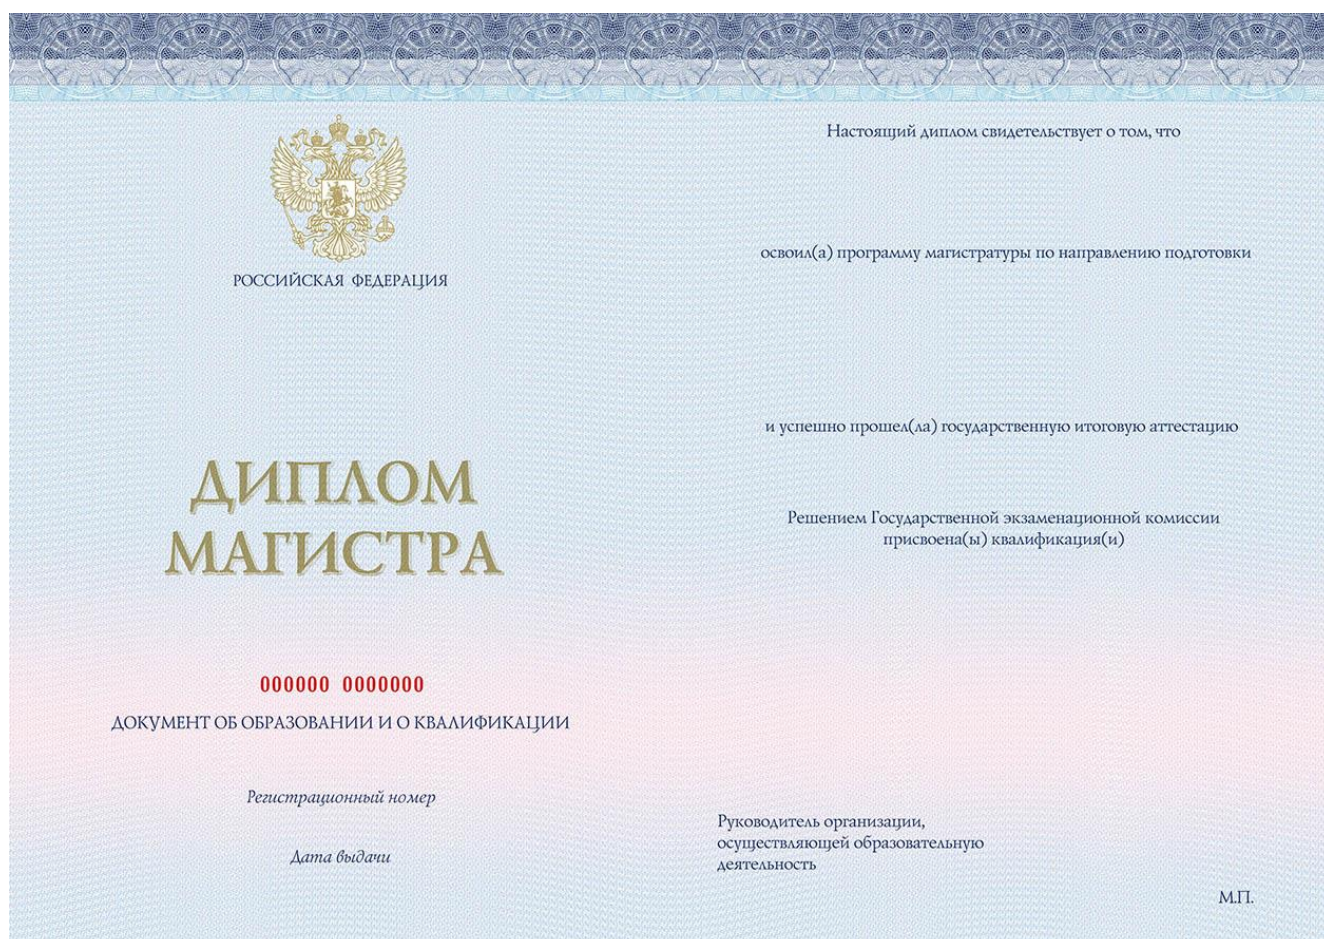 РОССИЙСКАЯ ФЕДЕРАЦИЯ
ДИПЛОМ
МАГИСТРА
000000 0000000
ДОКУМЕНТ ОБ ОБРАЗОВАНИИ И О КВАЛИФИКАЦИИ
Регистрационный номер
Дата выдачи
Настоящий диплом свидетельствует о том, что
освоил(а) программу магистратуры по направлению подготовки
и успешно прошел(ла) государственную итоговую аттестацию
Решением Государственной экзаменационной комиссии
присвоена(ы) квалификация(и)
Руководитель организации,
осуществляющей образовательную
деятельность
М.П.